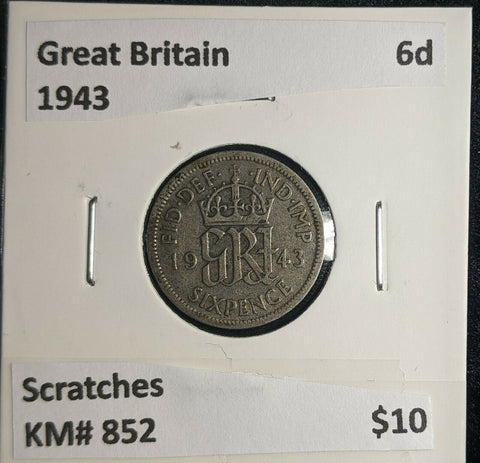 Great Britain 6d
1943
FID·DEF· IND·IMP
19 GRI 43
SIXPENCE
Scratches
KM# 852 $10